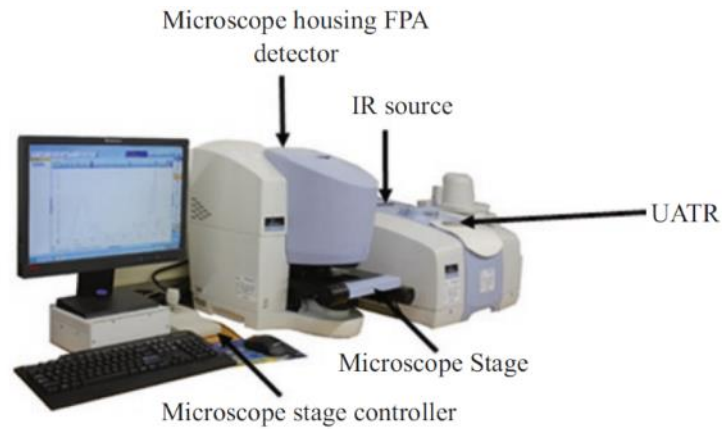 Microscope housing FPA
detector
IR source
UATR
Microscope Stage
Microscope stage controller